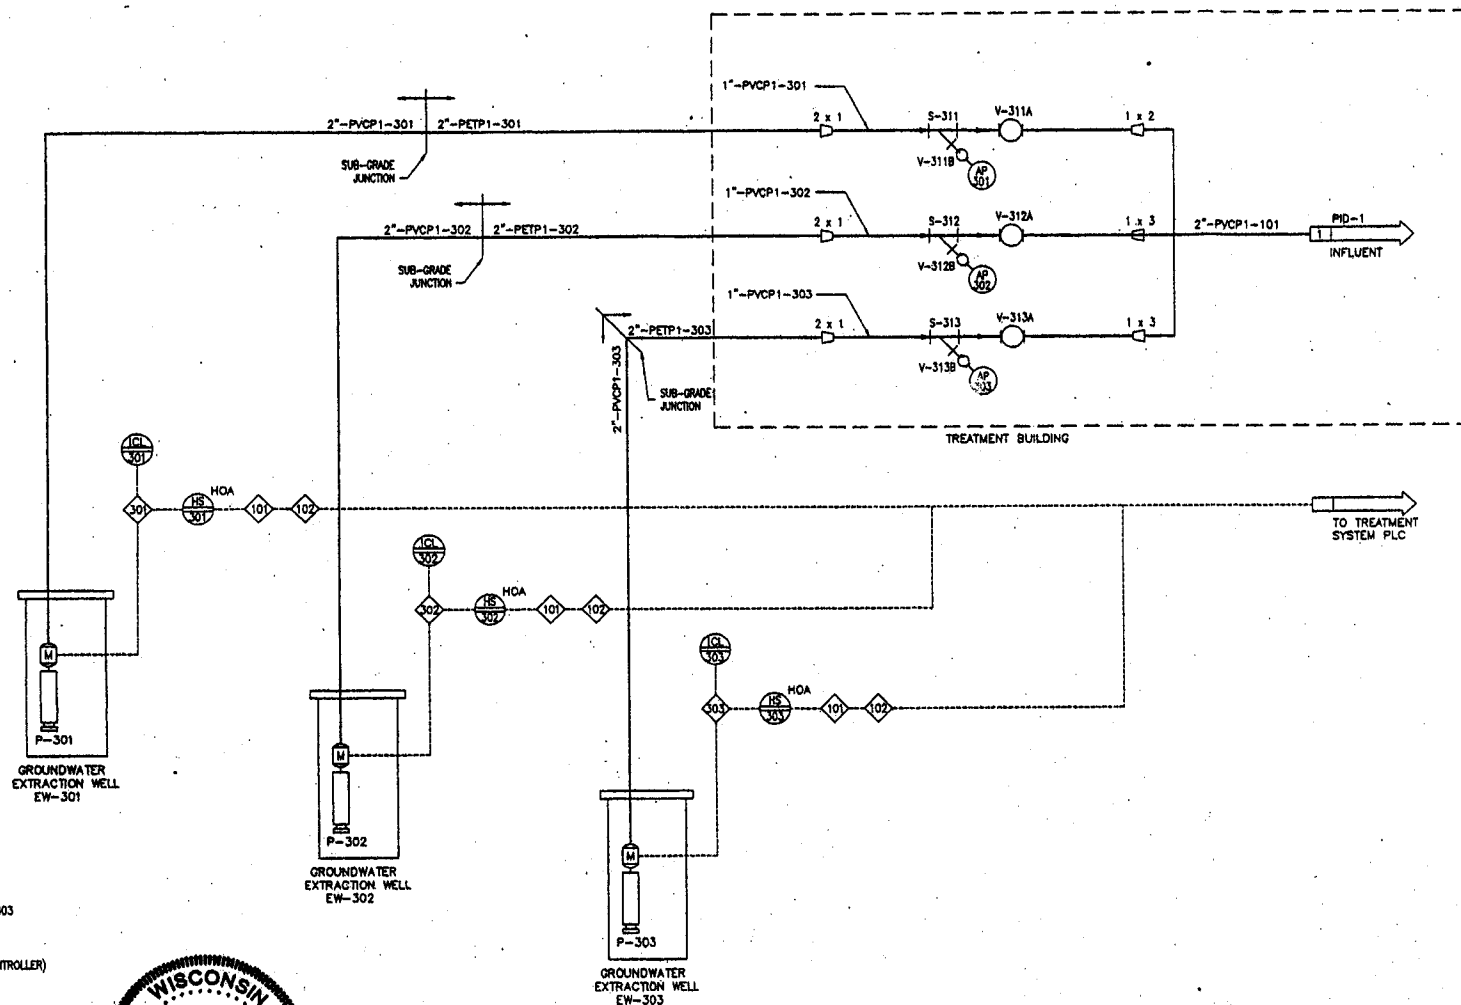 1"-PVCP1-301
2"-PVCP1-301
2"-PETP1-301
SUB-GRADE
JUNCTION
2 x 1
S-311
V-311A
V-311B
AP
301
1 x 2
1"-PVCP1-302
2"-PVCP1-302
2"-PETP1-302
SUB-GRADE
JUNCTION
2 x 1
S-312
V-312A
V-312B
AP
302
1 x 3
2"-PVCP1-101
PID-1
1
INFLUENT
1"-PVCP1-303
2"-PETP1-303
2"-PVCP1-303
SUB-GRADE
JUNCTION
2 x 1
S-313
V-313A
V-313B
AP
303
1 x 3
TREATMENT BUILDING
ICL
301
301
HS
301
HOA
101
102
TO TREATMENT
SYSTEM PLC
ICL
302
302
HS
302
HOA
101
102
ICL
303
303
HS
303
HOA
101
102
M
P-301
GROUNDWATER
EXTRACTION WELL
EW-301
M
P-302
GROUNDWATER
EXTRACTION WELL
EW-302
M
P-303
GROUNDWATER
EXTRACTION WELL
EW-303
03
TROLLER)
WISCONSIN